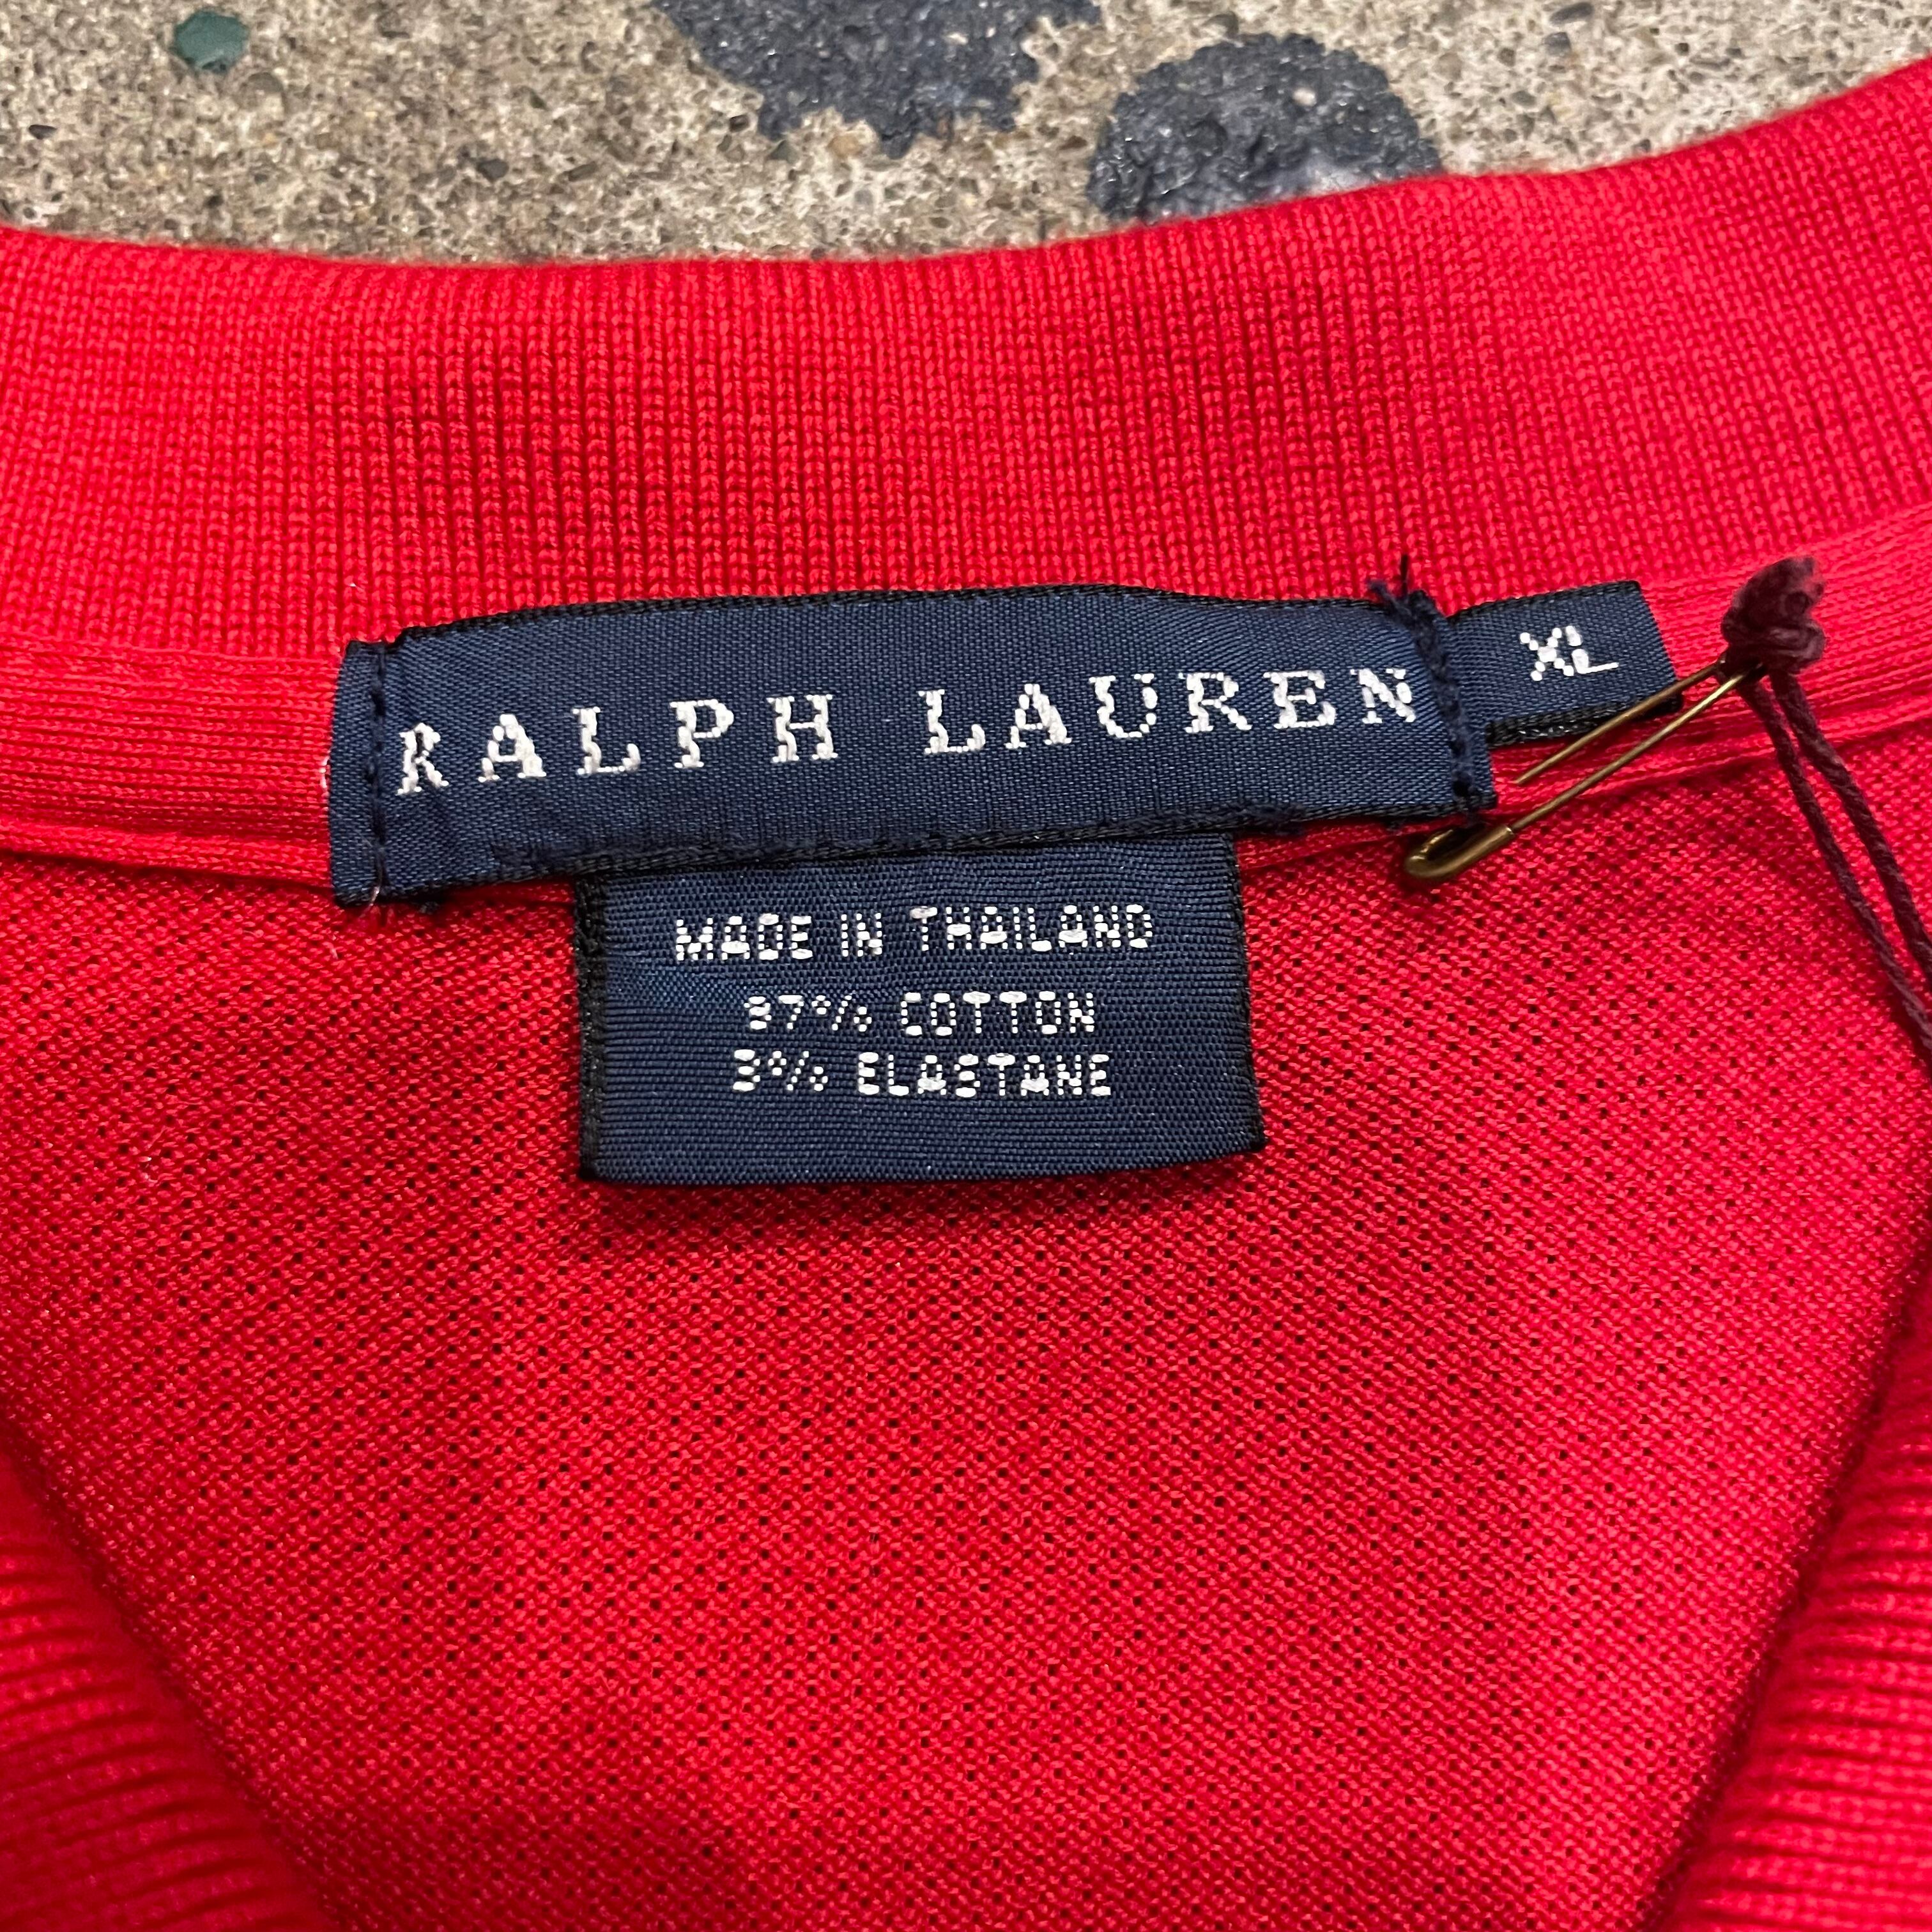 RALPH LAUREN
XL
MADE IN THAILAND
97% COTTON
3% ELASTANE